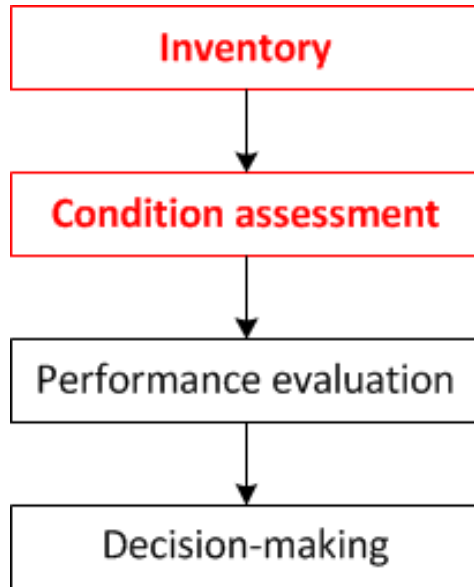 Inventory
Condition assessment
Performance evaluation
Decision-making